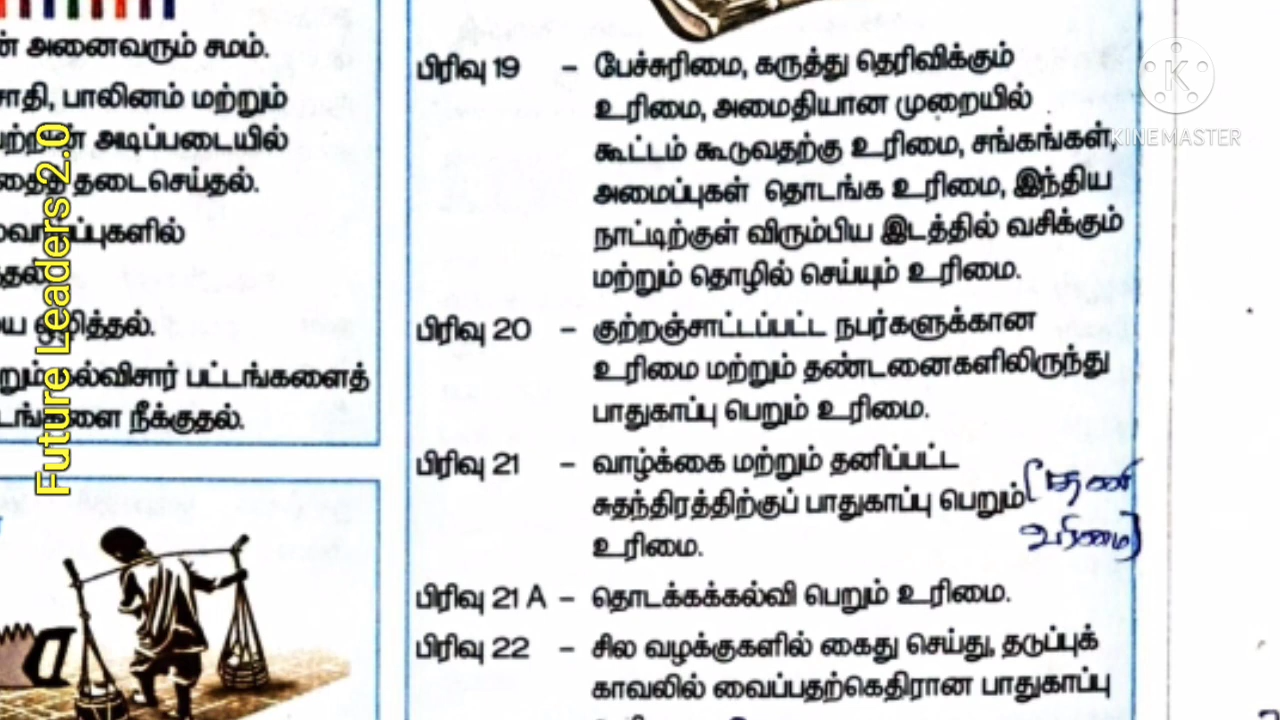 அனைவரும் சமம்.
பாலினம் மற்றும்
அடிப்படையில்
தடை செய்தல்.
ஒழித்தல்.
பட்டங்களைத்
நீக்குதல்.
Future Leaders 2.0
பிரிவு 19 – பேச்சுரிமை, கருத்து தெரிவிக்கும்
உரிமை, அமைதியான முறையில்
கூட்டம் கூடுவதற்கு உரிமை, சங்கங்கள்,
அமைப்புகள் தொடங்க உரிமை, இந்திய
நாட்டிற்குள் விரும்பிய இடத்தில் வசிக்கும்
மற்றும் தொழில் செய்யும் உரிமை.
பிரிவு 20 – குற்றஞ்சாட்டப்பட்ட நபர்களுக்கான
உரிமை மற்றும் தண்டனைகளிலிருந்து
பாதுகாப்பு பெறும் உரிமை.
பிரிவு 21 – வாழ்க்கை மற்றும் தனிப்பட்ட
சுதந்திரத்திற்குப் பாதுகாப்பு பெறும்
உரிமை.
(தனி
உரிமை)
பிரிவு 21 A – தொடக்கக்கல்வி பெறும் உரிமை.
பிரிவு 22 – சில வழக்குகளில் கைது செய்து, தடுப்புக்
காவலில் வைப்பதற்கெதிரான பாதுகாப்பு
K
KINEMASTER